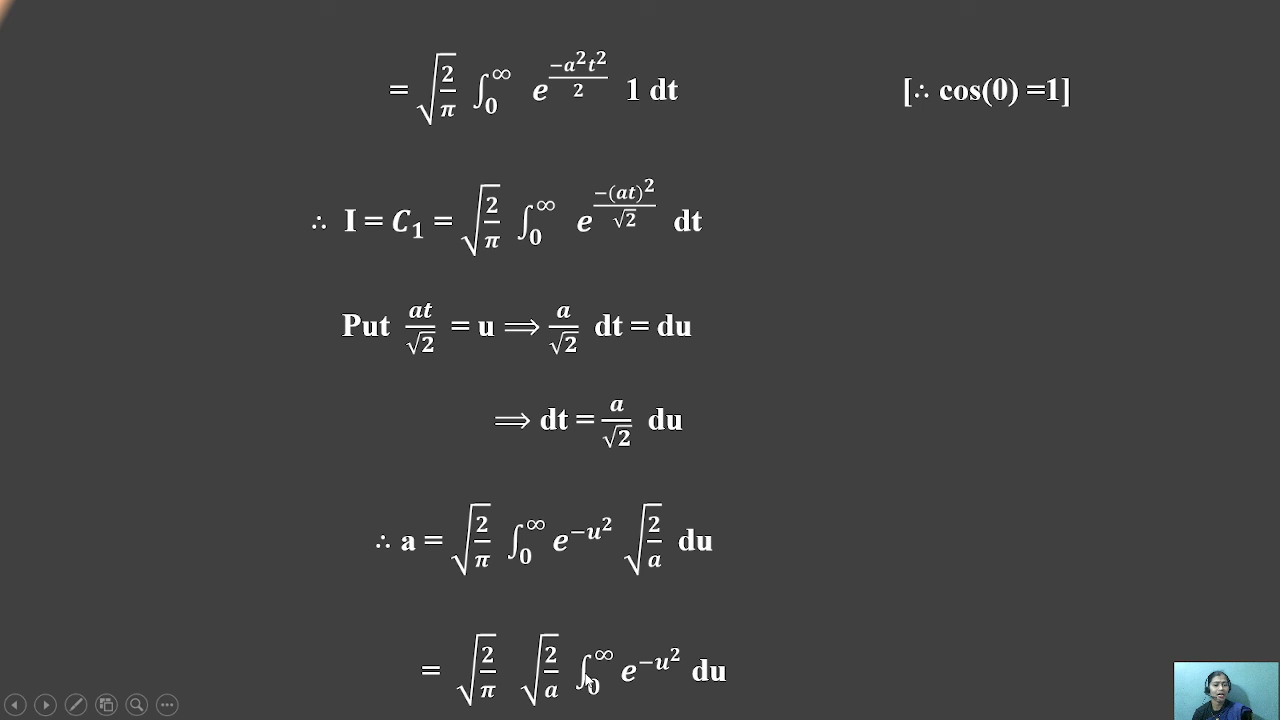 = √(2/π) ∫₀^∞ e^(−a²t²/2) 1 dt [∴ cos(0) =1]
∴ I = C₁ = √(2/π) ∫₀^∞ e^(−(at)²/√2) dt
Put at/√2 = u ⟹ a/√2 dt = du
⟹ dt = a/√2 du
∴ a = √(2/π) ∫₀^∞ e^(−u²) √(2/a) du
= √(2/π) √(2/a) ∫₀^∞ e^(−u²) du